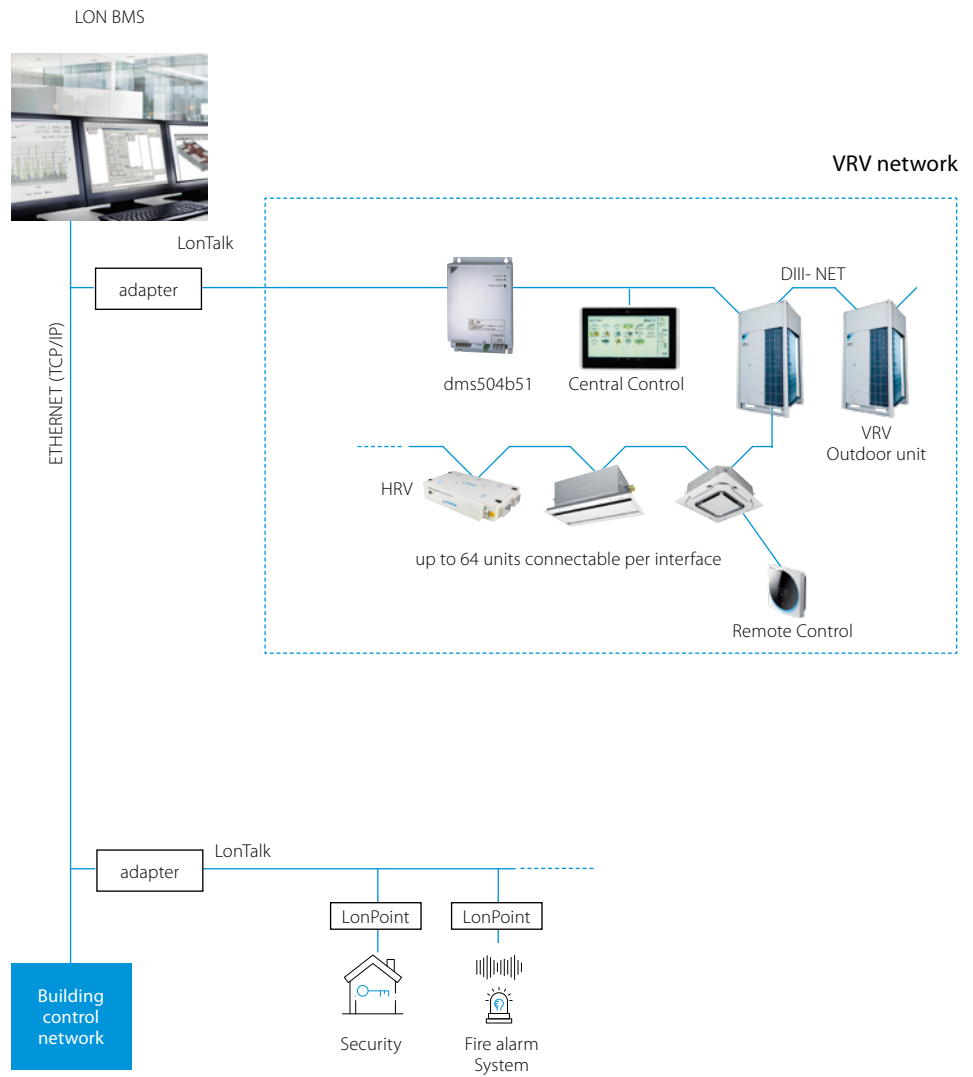 LON BMS
VRV network
LonTalk
adapter
DIII- NET
ETHERNET (TCP/IP)
dms504b51
Central Control
VRV
Outdoor unit
HRV
up to 64 units connectable per interface
Remote Control
LonTalk
adapter
LonPoint
LonPoint
Building
control
network
Security
Fire alarm
System